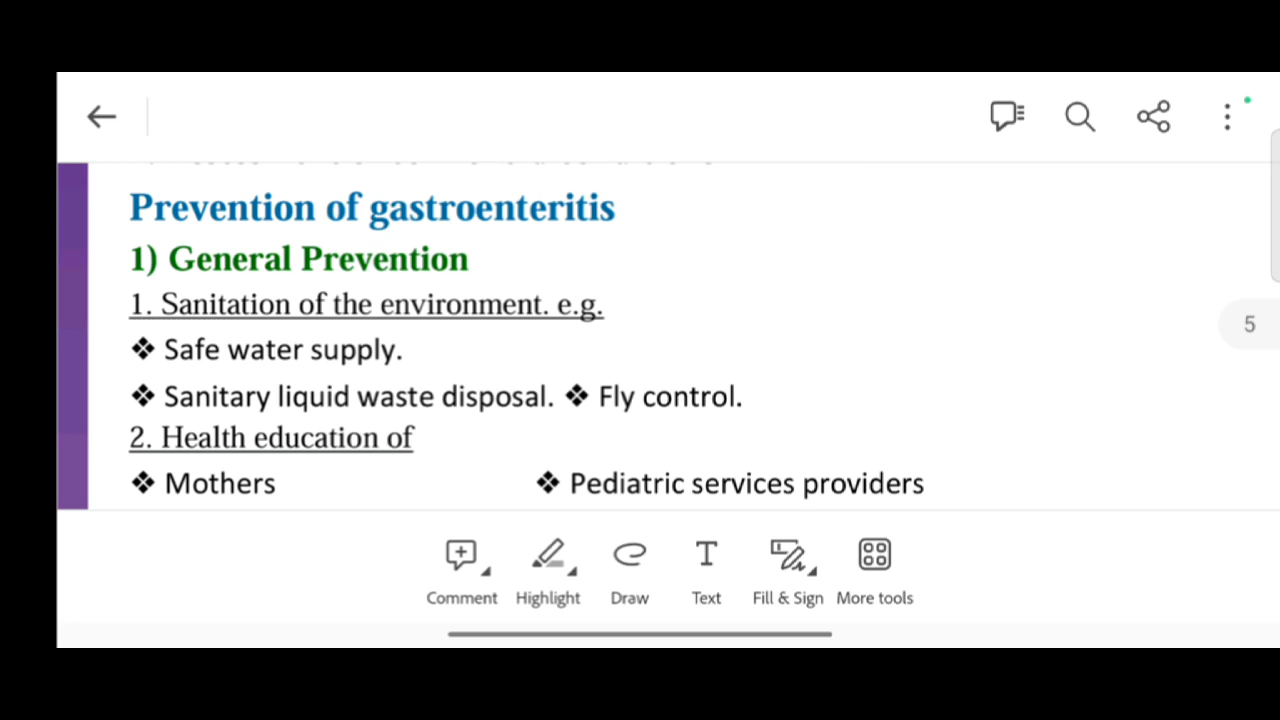 Prevention of gastroenteritis
1) General Prevention
1. Sanitation of the environment. e.g.
❖ Safe water supply.
❖ Sanitary liquid waste disposal. ❖ Fly control.
5
2. Health education of
❖ Mothers ❖ Pediatric services providers
Comment Highlight Draw Text Fill & Sign More tools